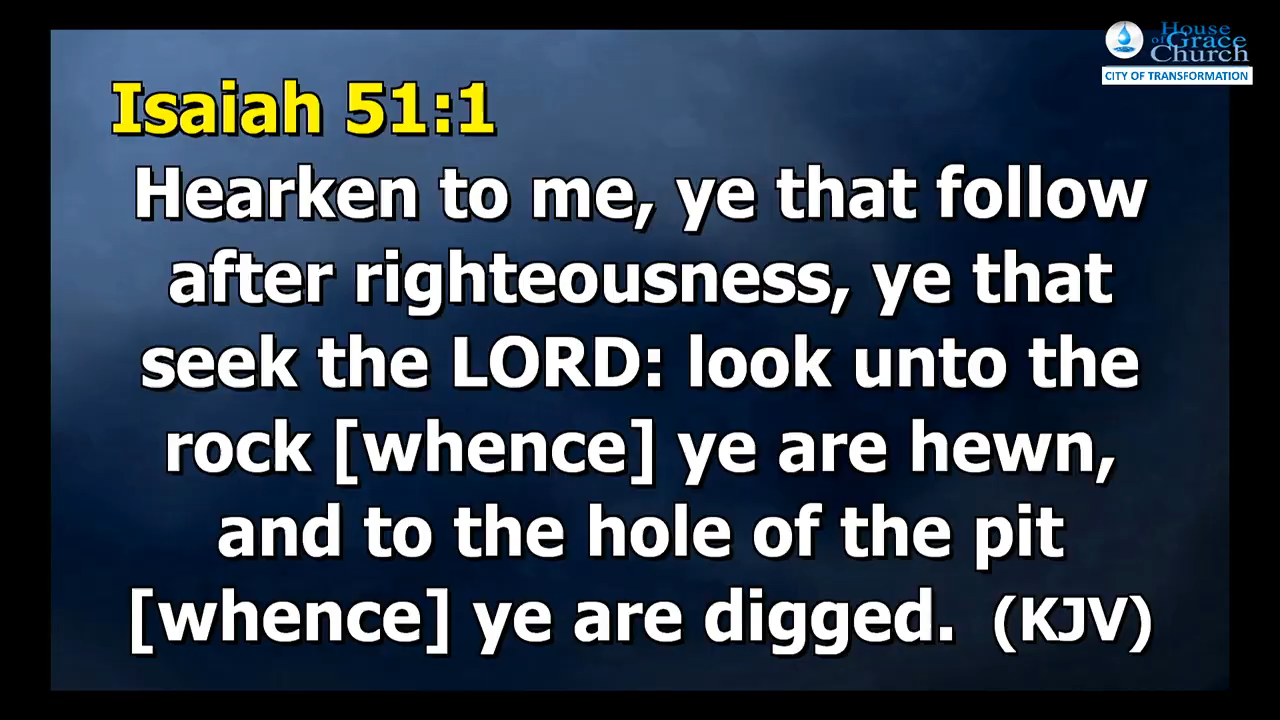 House
of Grace
Church
CITY OF TRANSFORMATION
Isaiah 51:1
Hearken to me, ye that follow
after righteousness, ye that
seek the LORD: look unto the
rock [whence] ye are hewn,
and to the hole of the pit
[whence] ye are digged. (KJV)